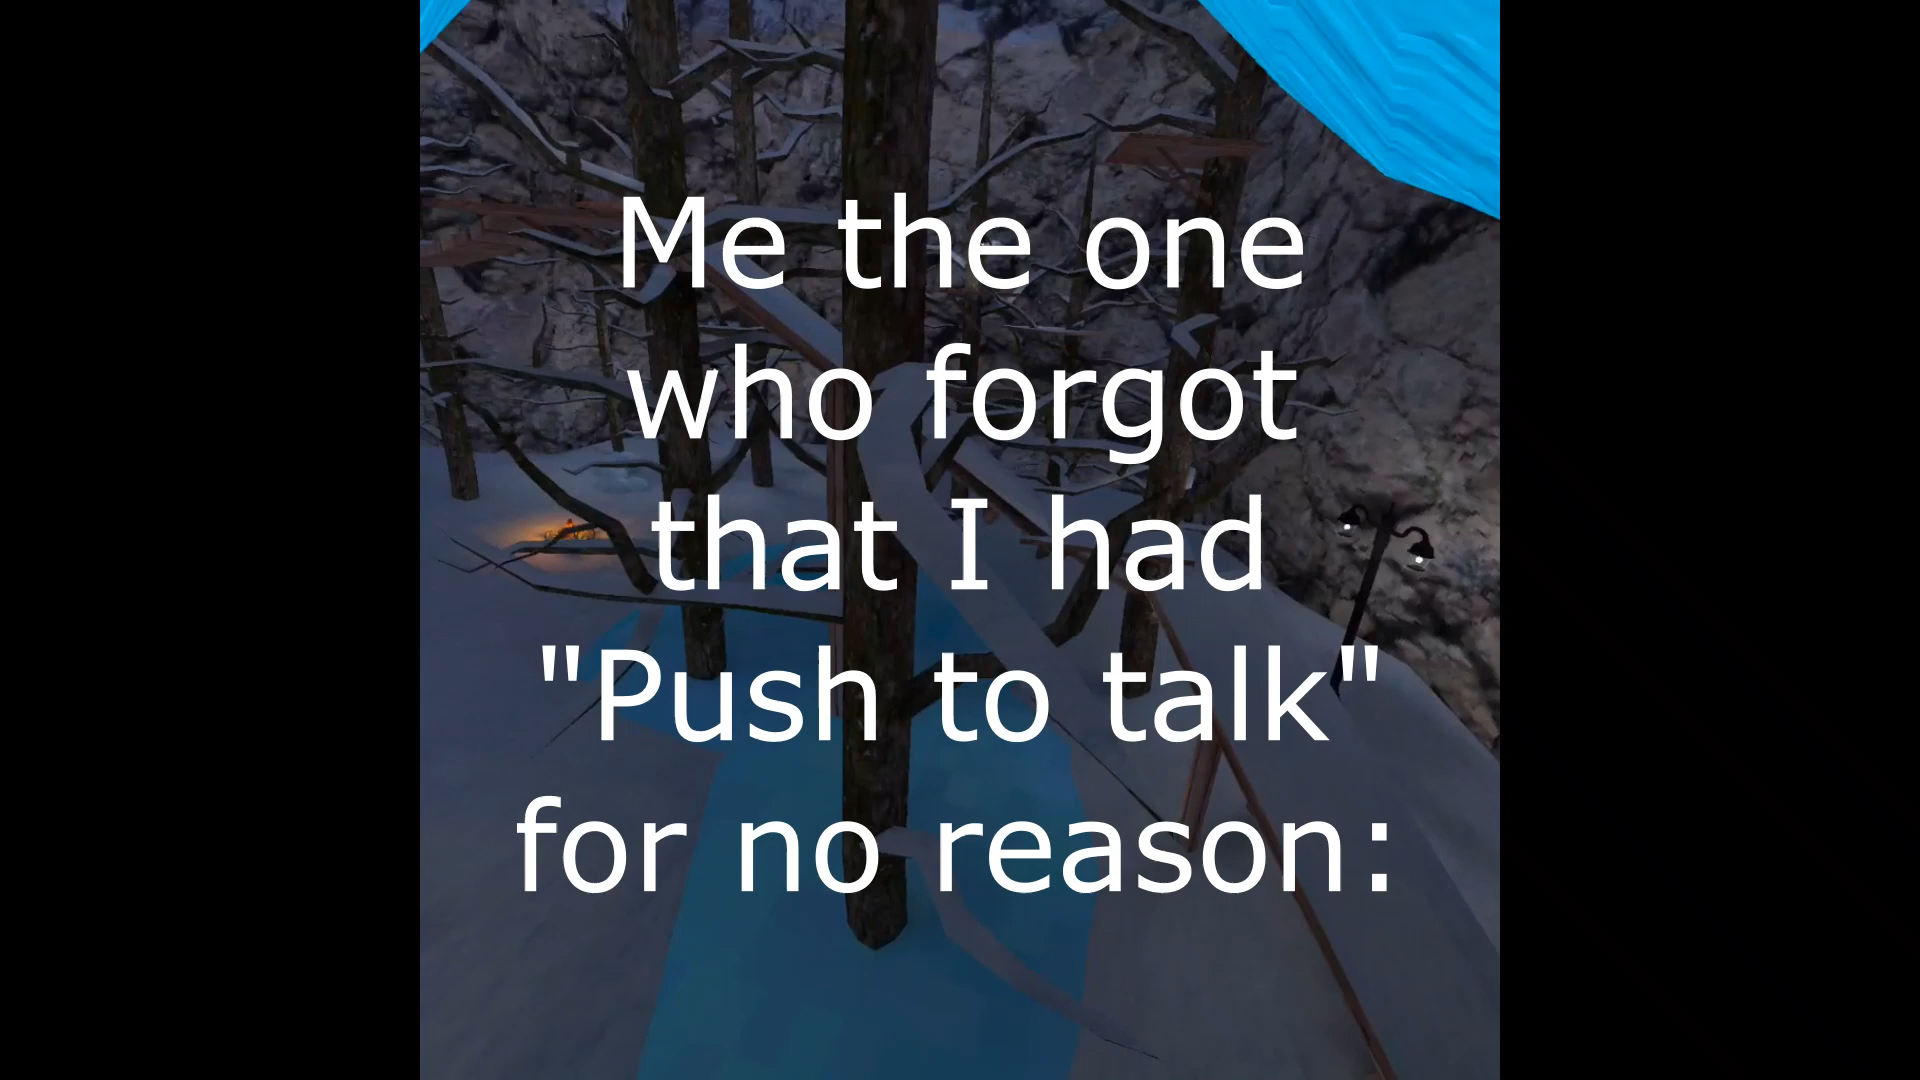 Me the one
who forgot
that I had
"Push to talk"
for no reason: